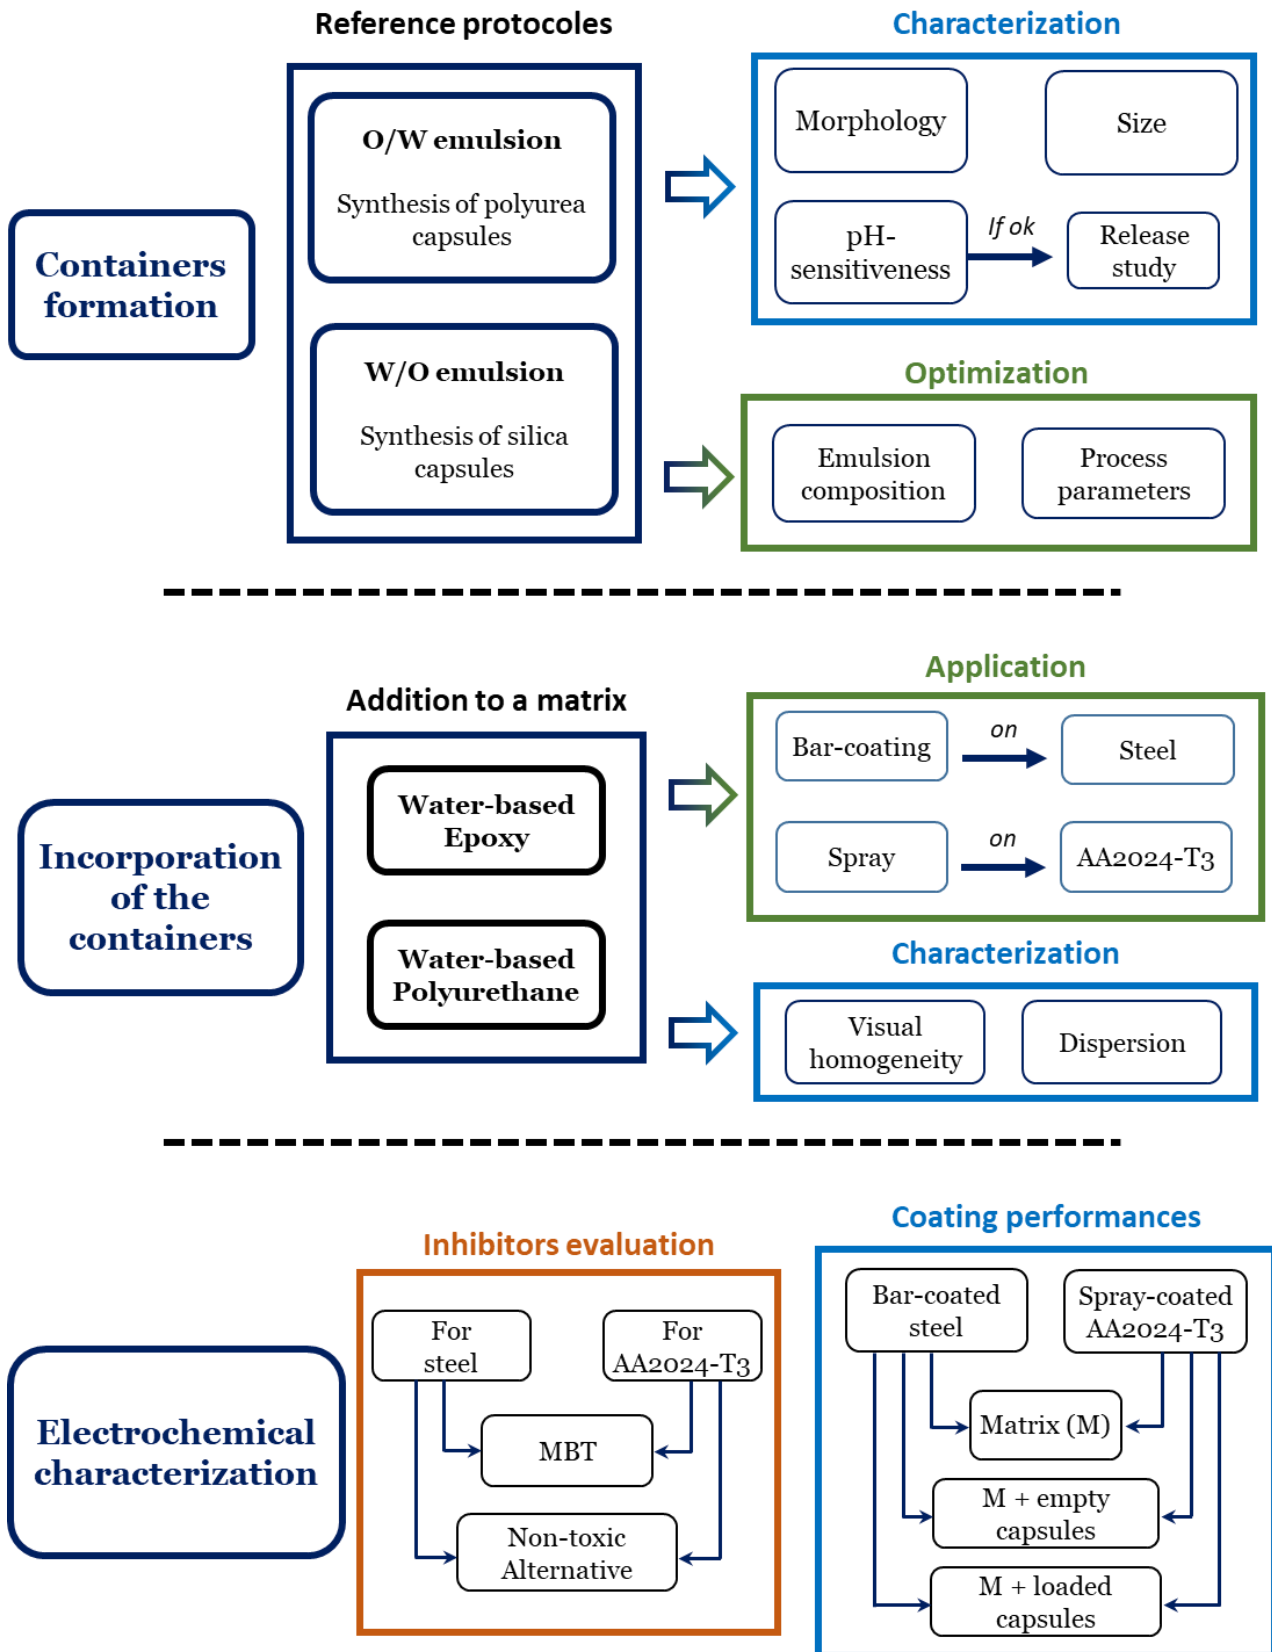 Reference protocoles
Characterization
O/W emulsion
Synthesis of polyurea
capsules
Morphology
Size
pH-
sensitiveness
If ok
Release
study
Containers
formation
W/O emulsion
Synthesis of silica
capsules
Optimization
Emulsion
composition
Process
parameters
Application
Addition to a matrix
Bar-coating
on
Steel
Water-based
Epoxy
Spray
on
AA2024-T3
Incorporation
of the
containers
Water-based
Polyurethane
Characterization
Visual
homogeneity
Dispersion
Coating performances
Inhibitors evaluation
For
steel
For
AA2024-T3
Bar-coated
steel
Spray-coated
AA2024-T3
Electrochemical
characterization
MBT
Matrix (M)
Non-toxic
Alternative
M + empty
capsules
M + loaded
capsules